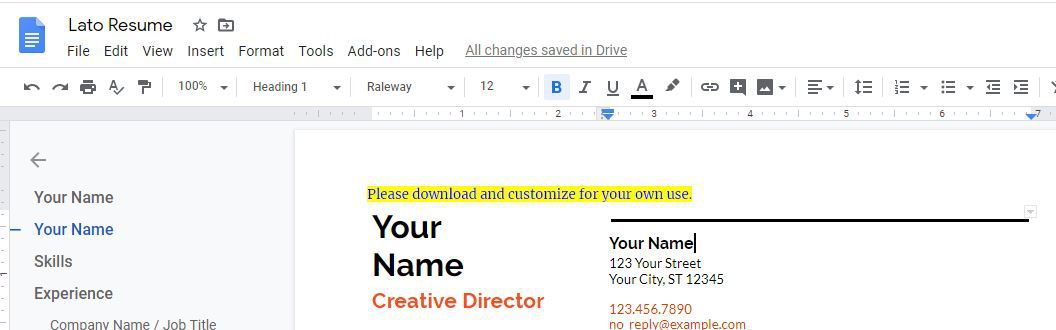 Lato Resume
File Edit View Insert Format Tools Add-ons Help All changes saved in Drive
100% Heading 1 Raleway 12 B I U A
1 2 3 4 5 6 7
Your Name
Your Name
Skills
Experience
Company Name / Job Title
Please download and customize for your own use.
Your
Name
Creative Director
Your Name
123 Your Street
Your City, ST 12345
123.456.7890
no_reply@example.com